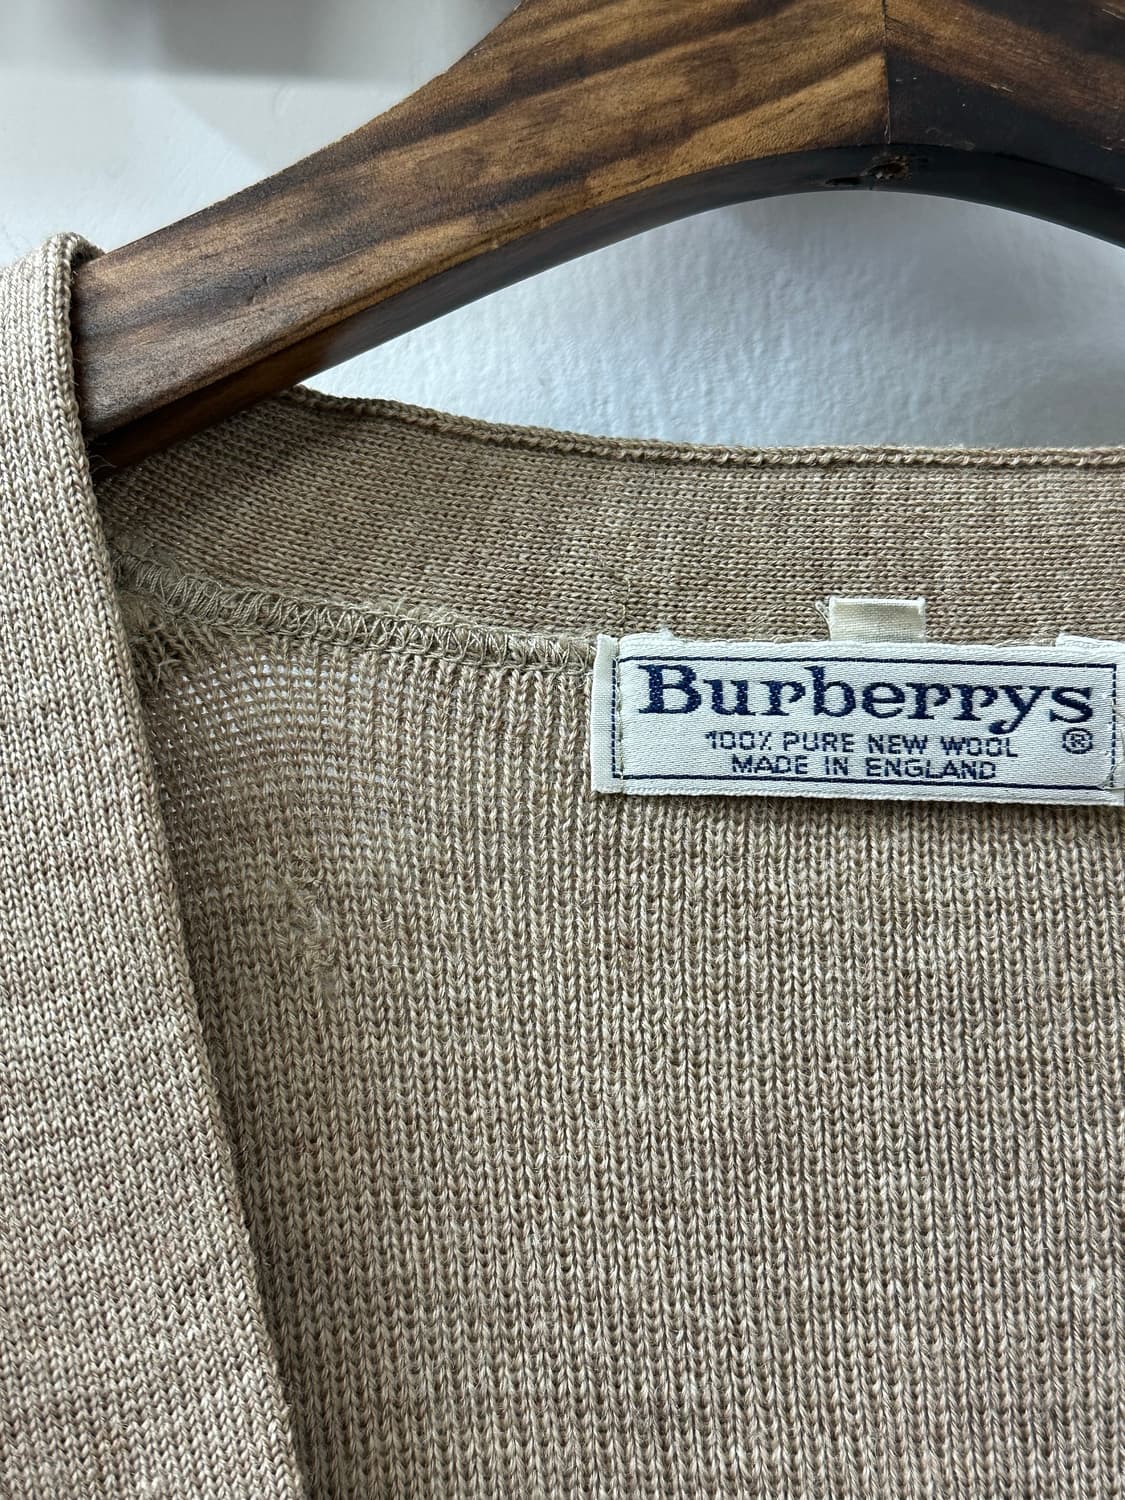 Burberrys
100% PURE NEW WOOL ®
MADE IN ENGLAND